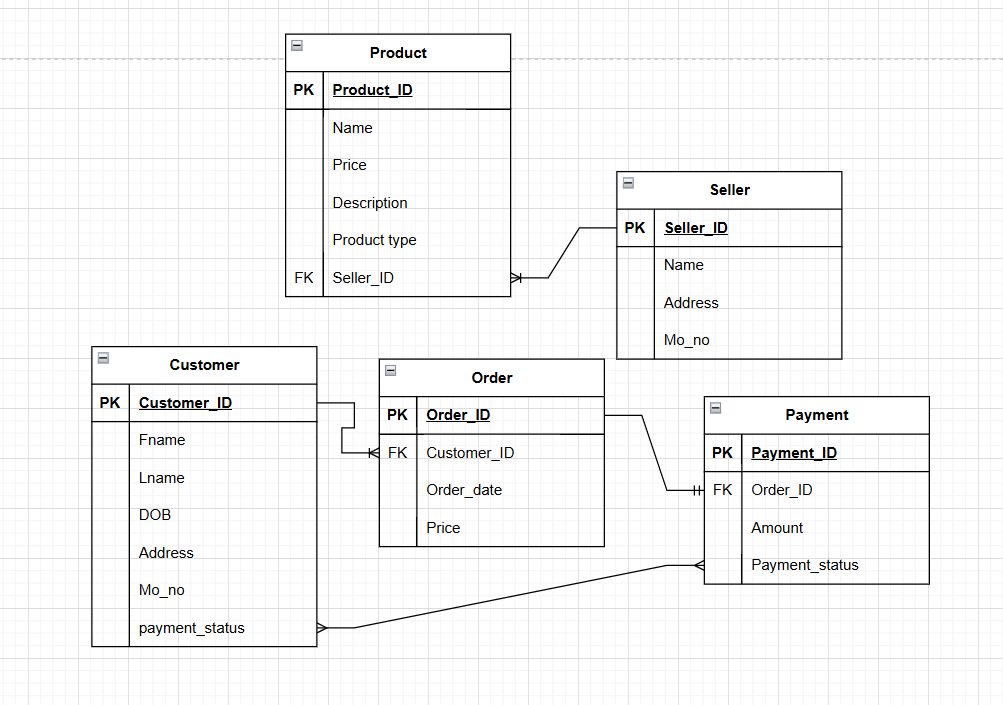 Product
PK Product_ID
Name
Price
Description
Product type
FK Seller_ID
Seller
PK Seller_ID
Name
Address
Mo_no
Customer
PK Customer_ID
Fname
Lname
DOB
Address
Mo_no
payment_status
Order
PK Order_ID
FK Customer_ID
Order_date
Price
Payment
PK Payment_ID
FK Order_ID
Amount
Payment_status